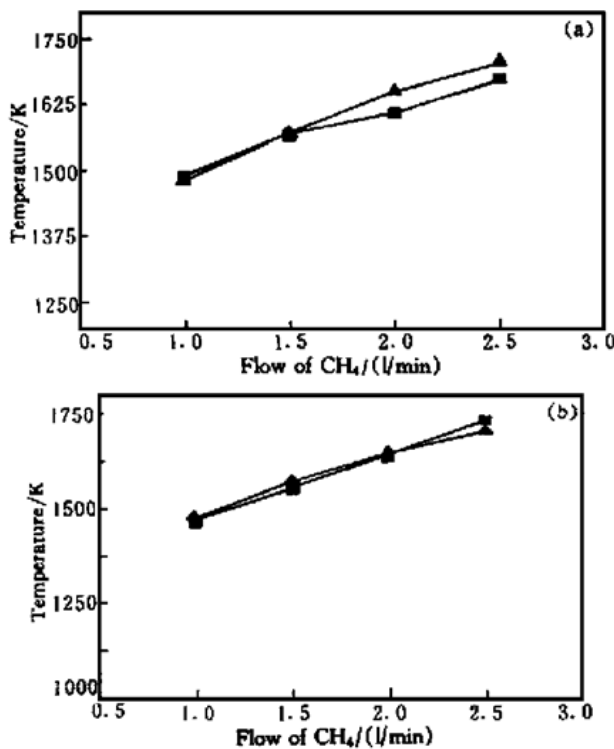 (a)
1750
1625
1500
1375
1250
Temperature/K
0.5 1.0 1.5 2.0 2.5 3.0
Flow of CH₄/(l/min)
(b)
1750
1500
1250
1000
Temperature/K
0.5 1.0 1.5 2.0 2.5 3.0
Flow of CH₄/(l/min)